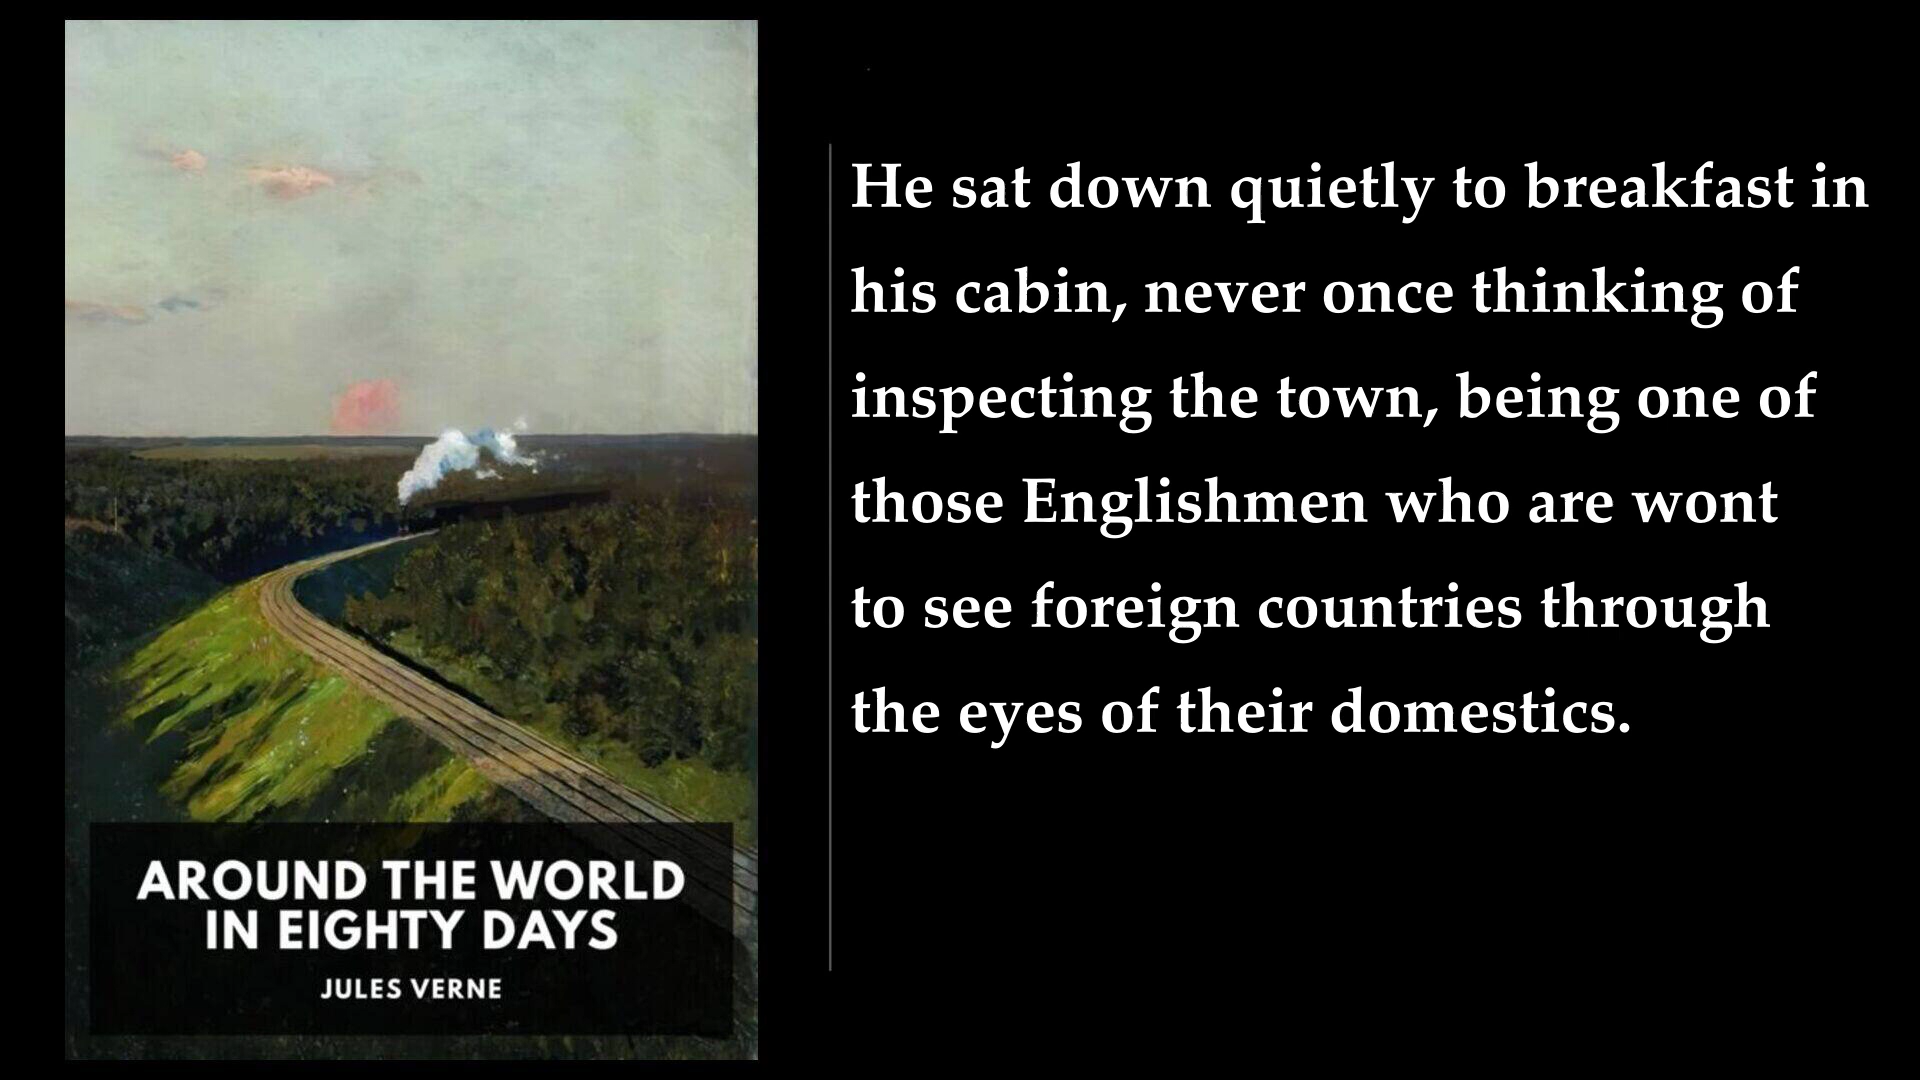 AROUND THE WORLD
IN EIGHTY DAYS
JULES VERNE
He sat down quietly to breakfast in
his cabin, never once thinking of
inspecting the town, being one of
those Englishmen who are wont
to see foreign countries through
the eyes of their domestics.